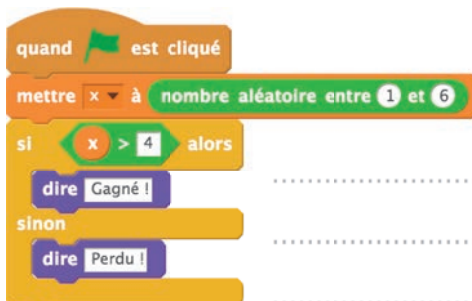 quand est cliqué
mettre x à nombre aléatoire entre 1 et 6
si x > 4 alors
dire Gagné !
sinon
dire Perdu !